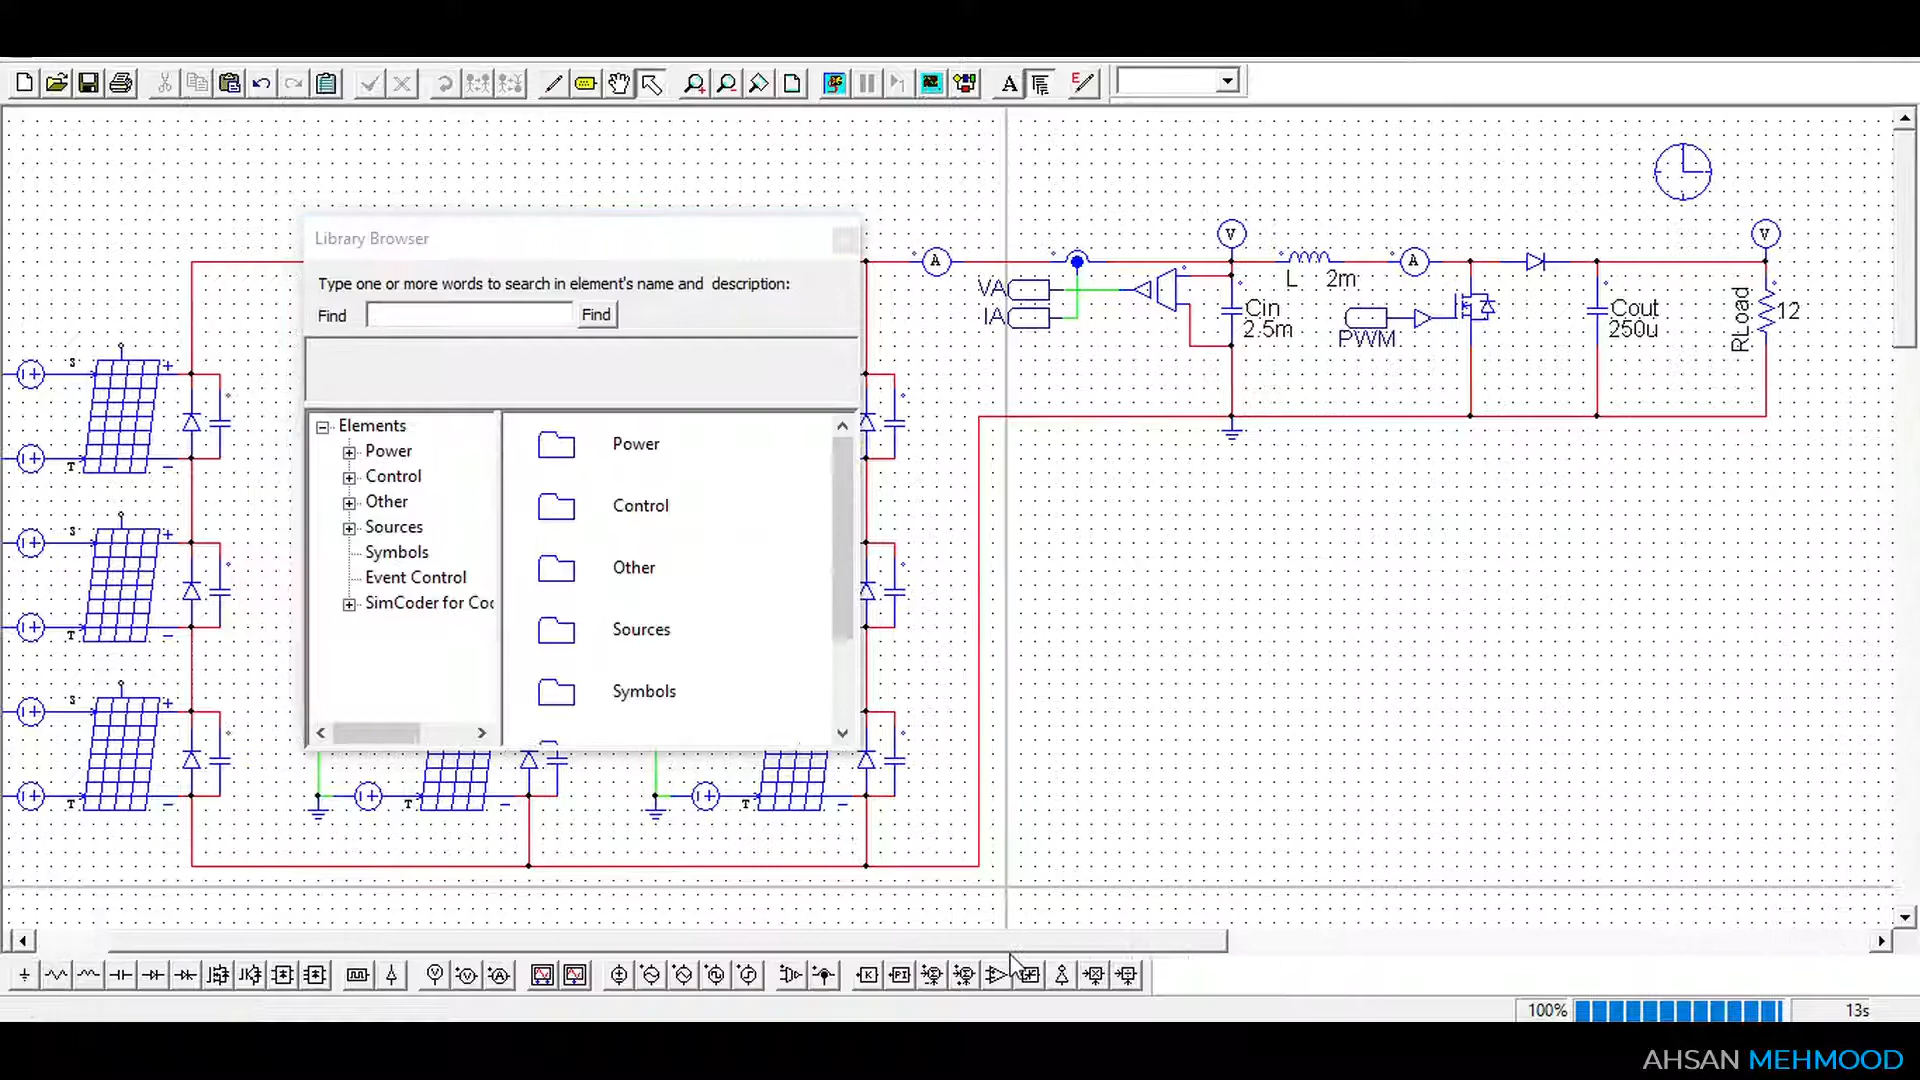 Library Browser
Type one or more words to search in element's name and description:
Find
Find
Elements
Power
Control
Other
Sources
Symbols
Event Control
SimCoder for Co
Power
Control
Other
Sources
Symbols
A
E
S
T
S
T
S
T
T
T
A
VA
IA
V
L 2m
A
Cin
2.5m
PWM
Cout
250u
V
RLoad
12
K
PI
100%
13s
AHSAN MEHMOOD